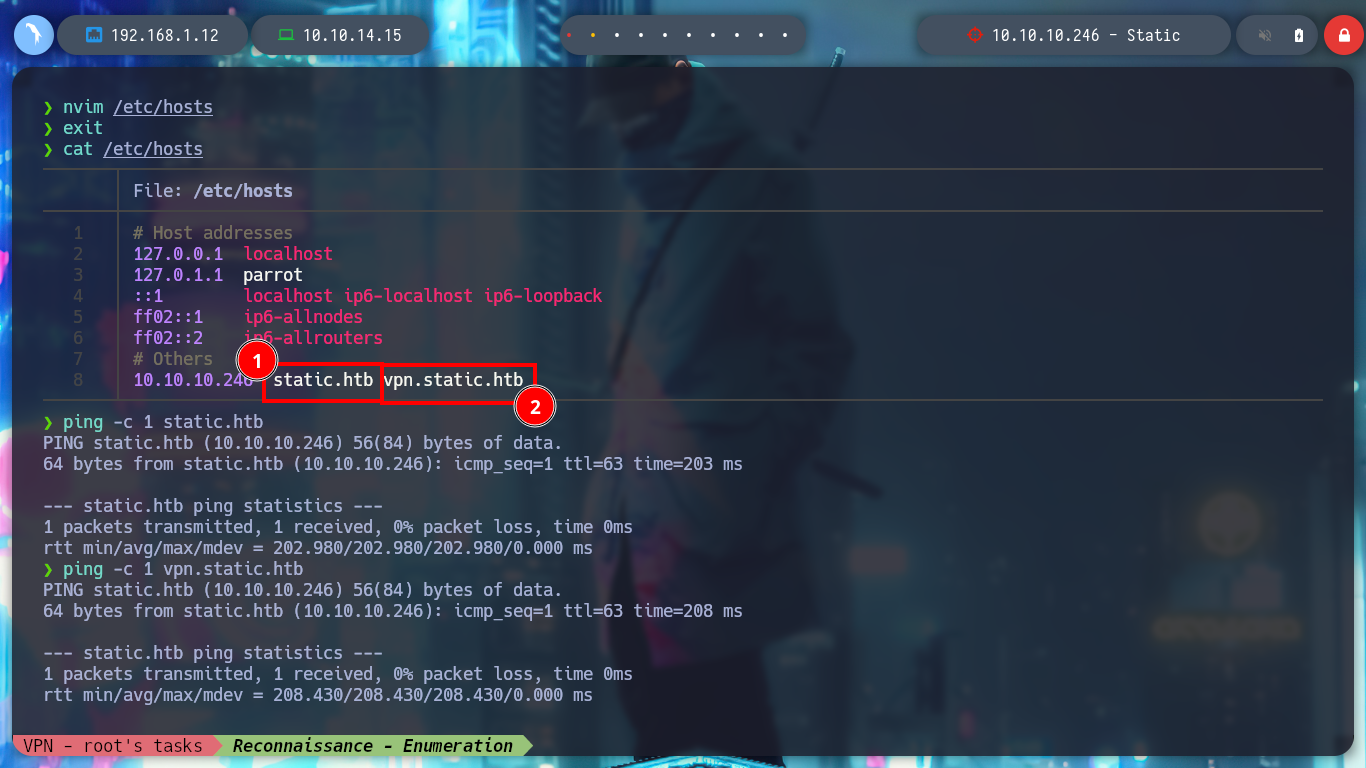 192.168.1.12 10.10.14.15 10.10.10.246 - Static
❯ nvim /etc/hosts
❯ exit
❯ cat /etc/hosts
File: /etc/hosts
1 # Host addresses
2 127.0.0.1 localhost
3 127.0.1.1 parrot
4 ::1 localhost ip6-localhost ip6-loopback
5 ff02::1 ip6-allnodes
6 ff02::2 ip6-allrouters
7 # Others
1
8 10.10.10.246 static.htb vpn.static.htb
2
❯ ping -c 1 static.htb
PING static.htb (10.10.10.246) 56(84) bytes of data.
64 bytes from static.htb (10.10.10.246): icmp_seq=1 ttl=63 time=203 ms
--- static.htb ping statistics ---
1 packets transmitted, 1 received, 0% packet loss, time 0ms
rtt min/avg/max/mdev = 202.980/202.980/202.980/0.000 ms
❯ ping -c 1 vpn.static.htb
PING static.htb (10.10.10.246) 56(84) bytes of data.
64 bytes from static.htb (10.10.10.246): icmp_seq=1 ttl=63 time=208 ms
--- static.htb ping statistics ---
1 packets transmitted, 1 received, 0% packet loss, time 0ms
rtt min/avg/max/mdev = 208.430/208.430/208.430/0.000 ms
VPN - root's tasks Reconnaissance - Enumeration